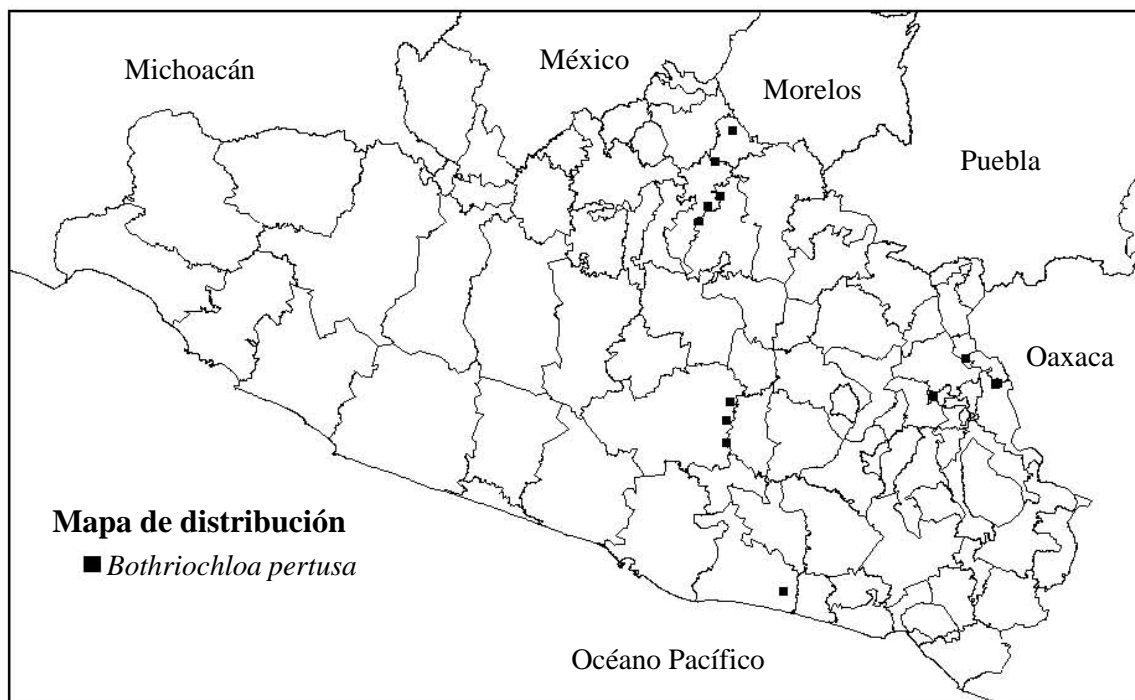 México
Michoacán
Morelos
Puebla
Oaxaca
Mapa de distribución
Bothriochloa pertusa
Océano Pacífico